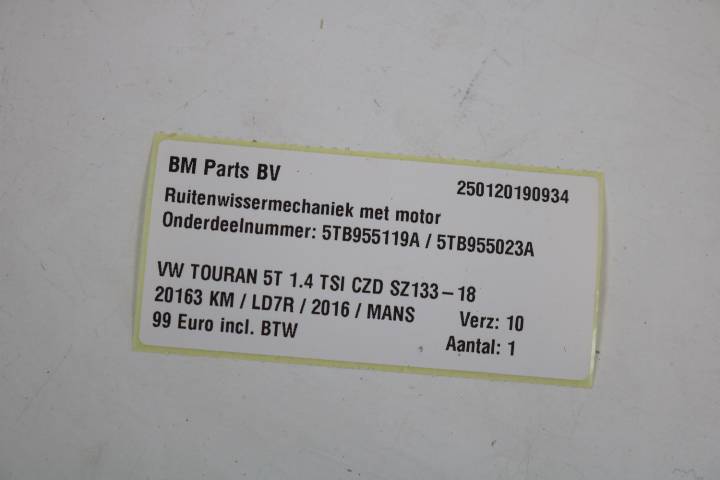 BM Parts BV 250120190934
Ruitenwissermechaniek met motor
Onderdeelnummer: 5TB955119A / 5TB955023A
VW TOURAN 5T 1.4 TSI CZD SZ133-18
20163 KM / LD7R / 2016 / MANS Verz: 10
99 Euro incl. BTW Aantal: 1